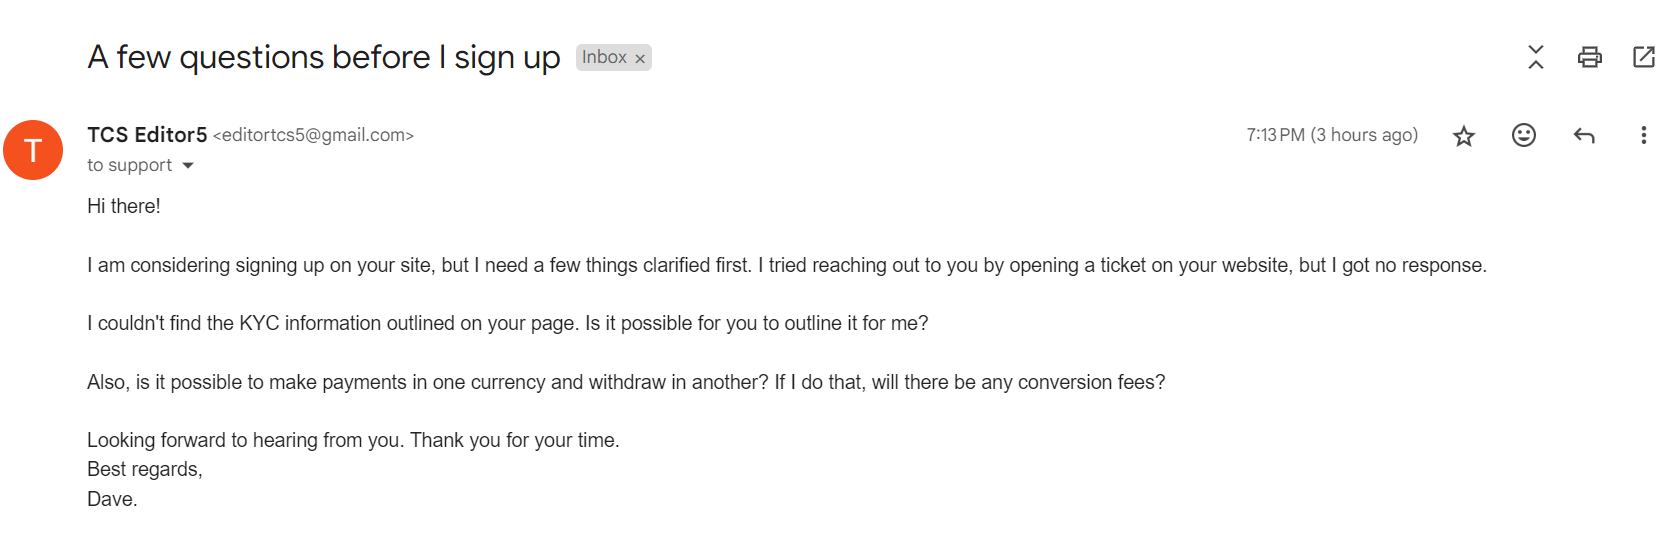 A few questions before I sign up Inbox ×
T
TCS Editor5 <editortcs5@gmail.com> 7:13 PM (3 hours ago)
to support
Hi there!
I am considering signing up on your site, but I need a few things clarified first. I tried reaching out to you by opening a ticket on your website, but I got no response.
I couldn't find the KYC information outlined on your page. Is it possible for you to outline it for me?
Also, is it possible to make payments in one currency and withdraw in another? If I do that, will there be any conversion fees?
Looking forward to hearing from you. Thank you for your time.
Best regards,
Dave.